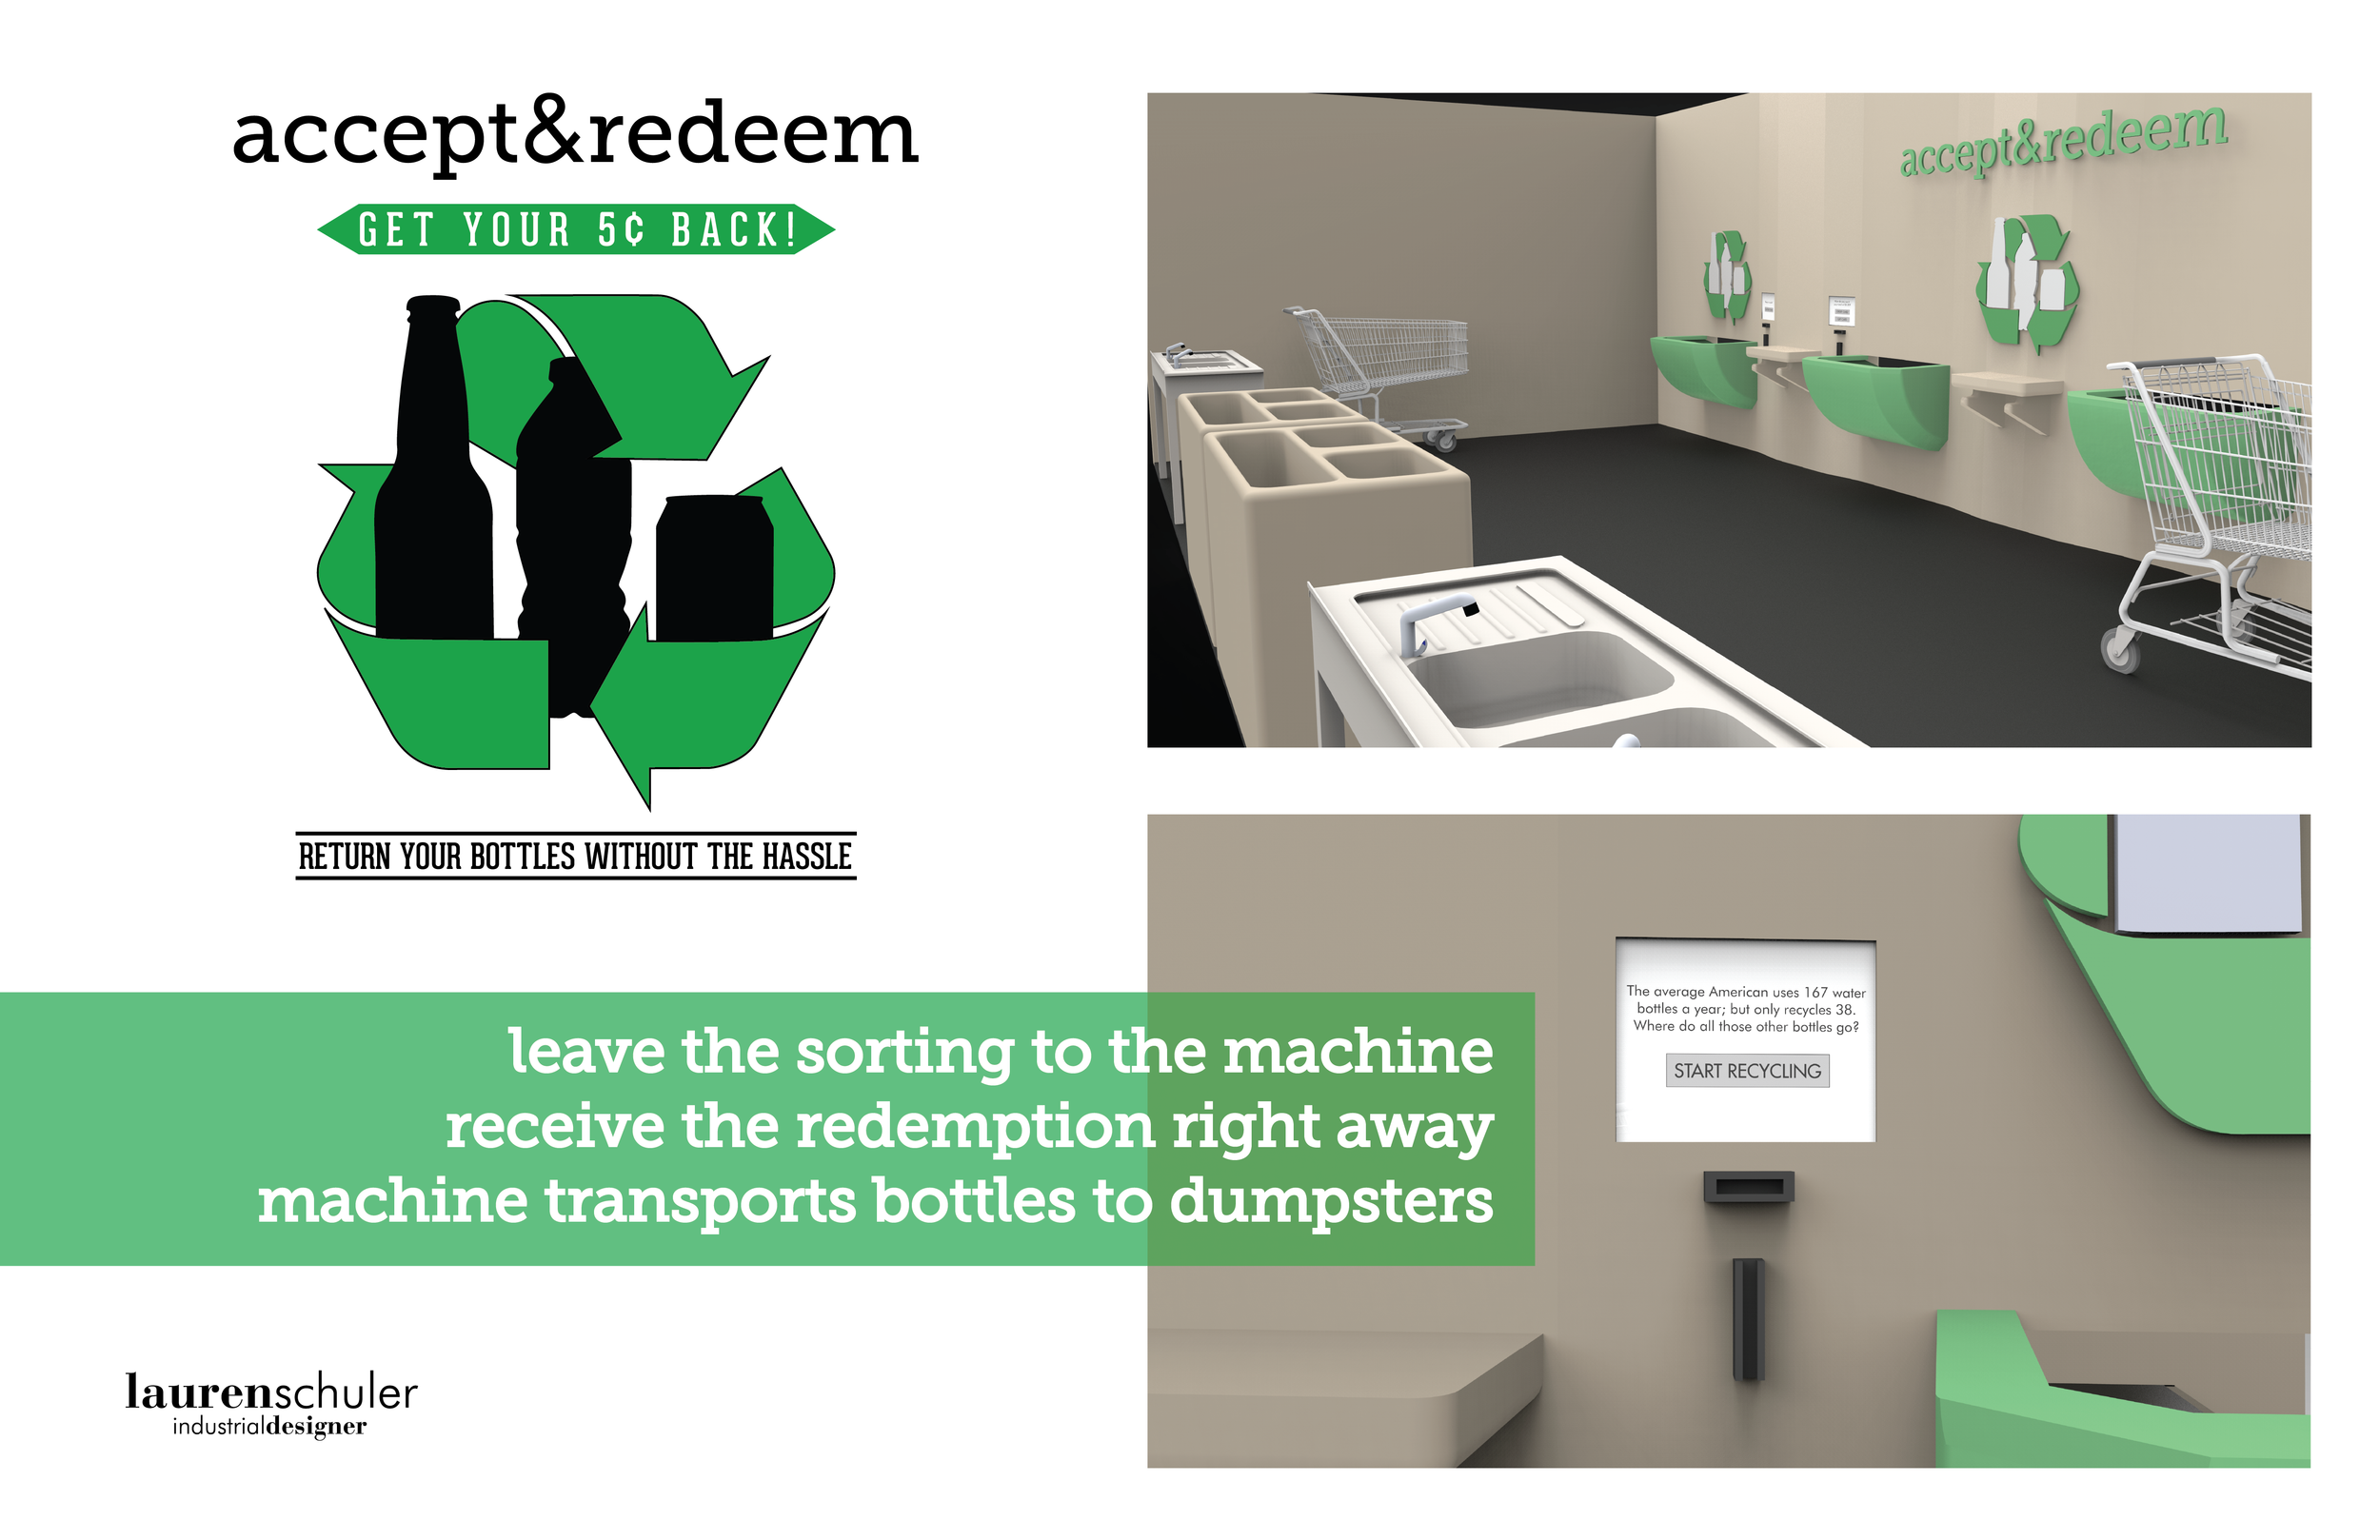 accept&redeem
GET YOUR 5¢ BACK!
RETURN YOUR BOTTLES WITHOUT THE HASSLE
accept&redeem
leave the sorting to the machine
receive the redemption right away
machine transports bottles to dumpsters
The average American uses 167 water
bottles a year; but only recycles 38.
Where do all those other bottles go?
START RECYCLING
laurenschuler
industrialdesigner